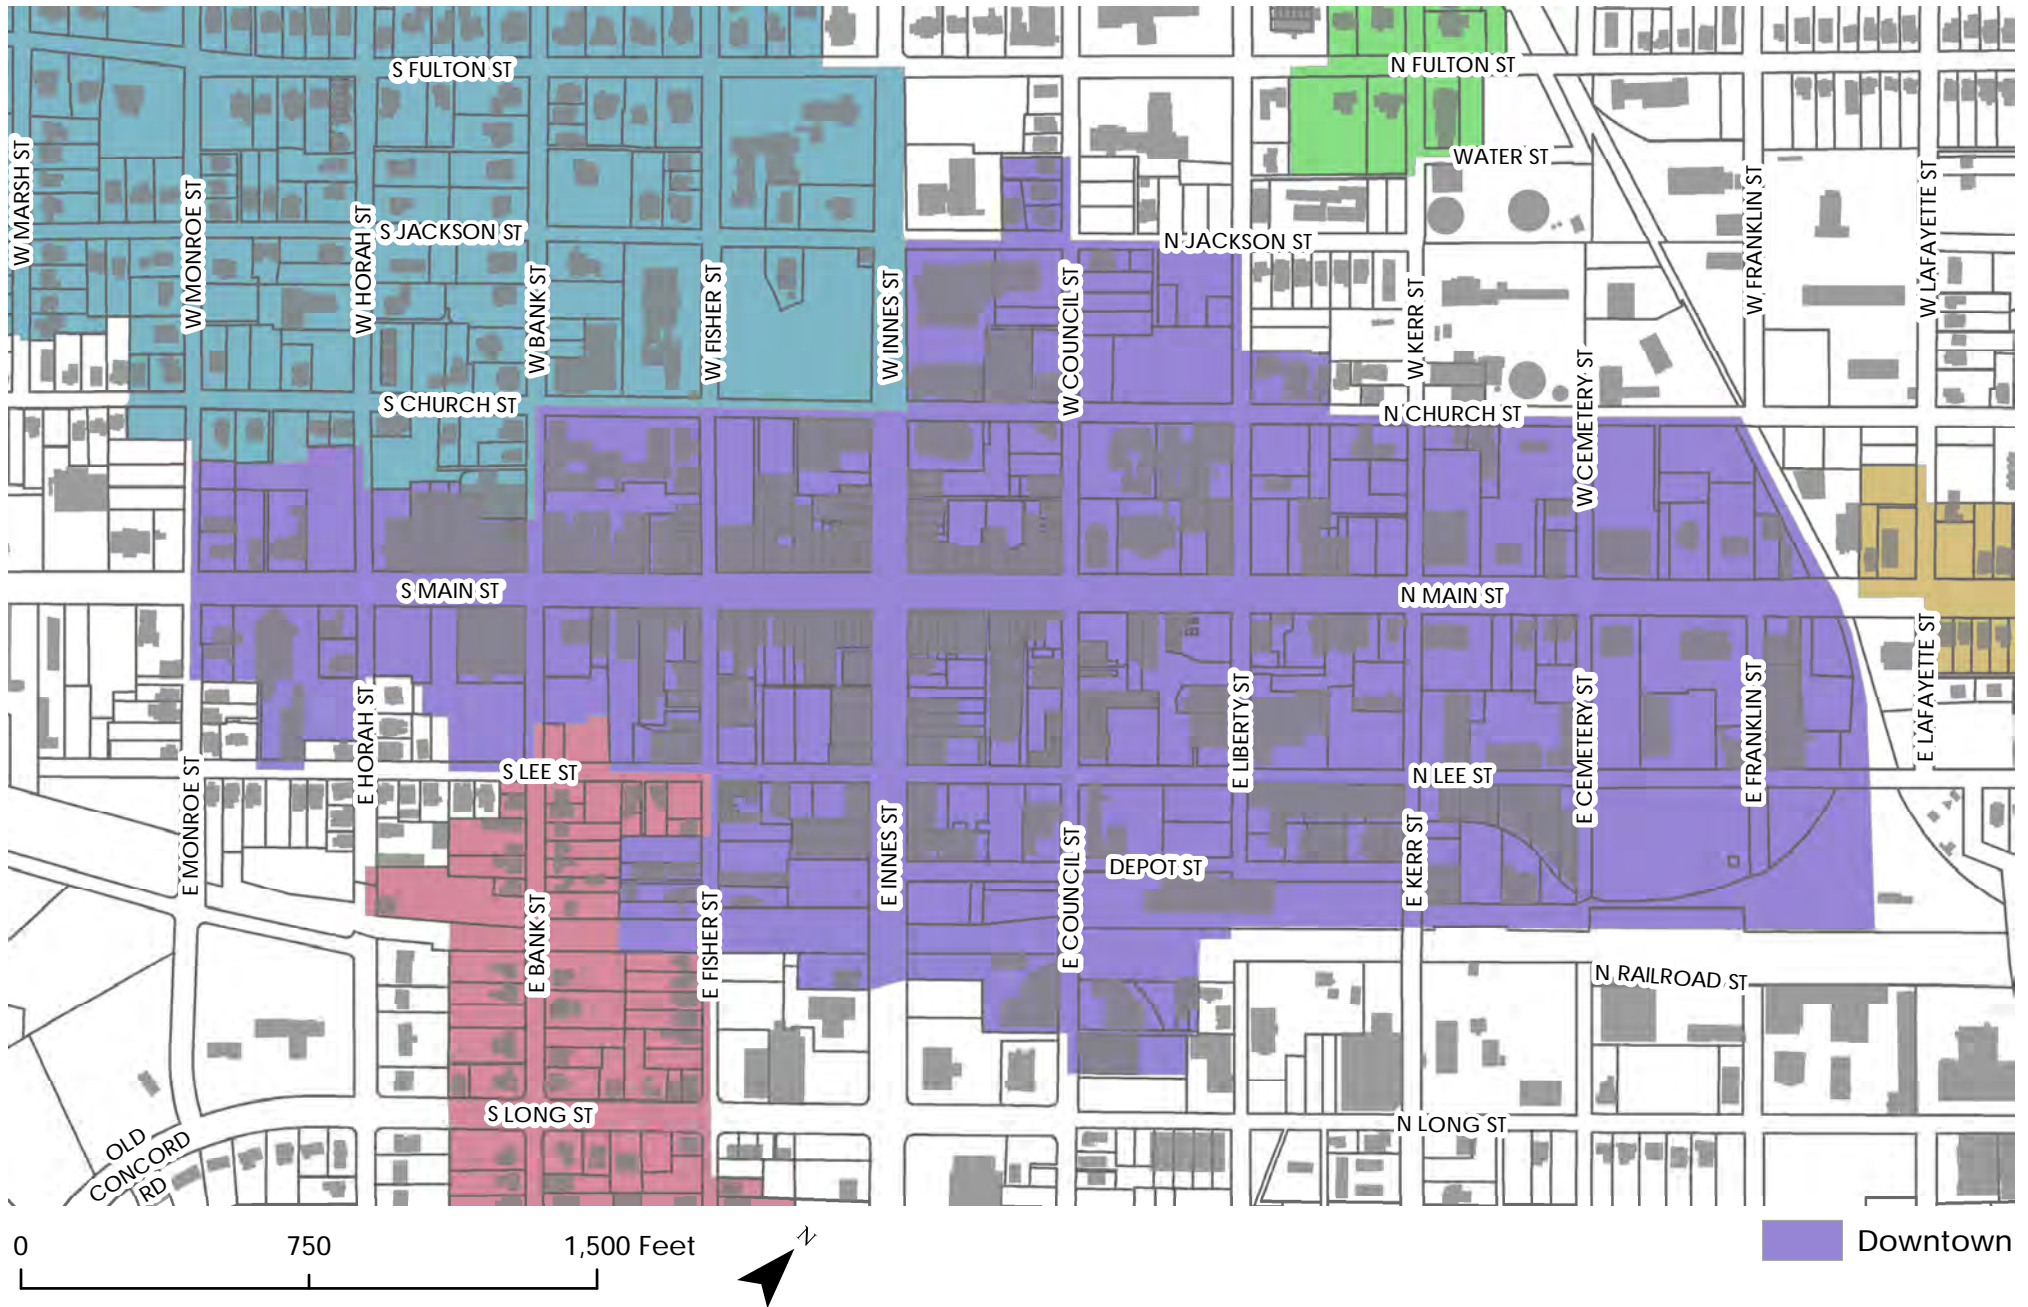 S FULTON ST
N FULTON ST
WATER ST
W MARSH ST
W MONROE ST
W HORAH ST
S JACKSON ST
N JACKSON ST
W BANK ST
W FISHER ST
W INNES ST
W COUNCIL ST
W KERR ST
W CEMETERY ST
W FRANKLIN ST
W LAFAYETTE ST
S CHURCH ST
N CHURCH ST
S MAIN ST
N MAIN ST
E MONROE ST
E HORAH ST
S LEE ST
N LEE ST
E BANK ST
E FISHER ST
E INNES ST
E COUNCIL ST
E LIBERTY ST
E KERR ST
E CEMETERY ST
E FRANKLIN ST
E LAFAYETTE ST
DEPOT ST
N RAILROAD ST
S LONG ST
N LONG ST
OLD
CONCORD
RD
0 750 1,500 Feet
N
Downtown